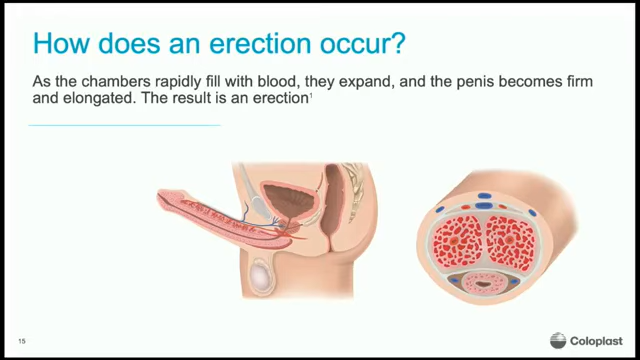 How does an erection occur?
As the chambers rapidly fill with blood, they expand, and the penis becomes firm
and elongated. The result is an erection¹
15
Coloplast